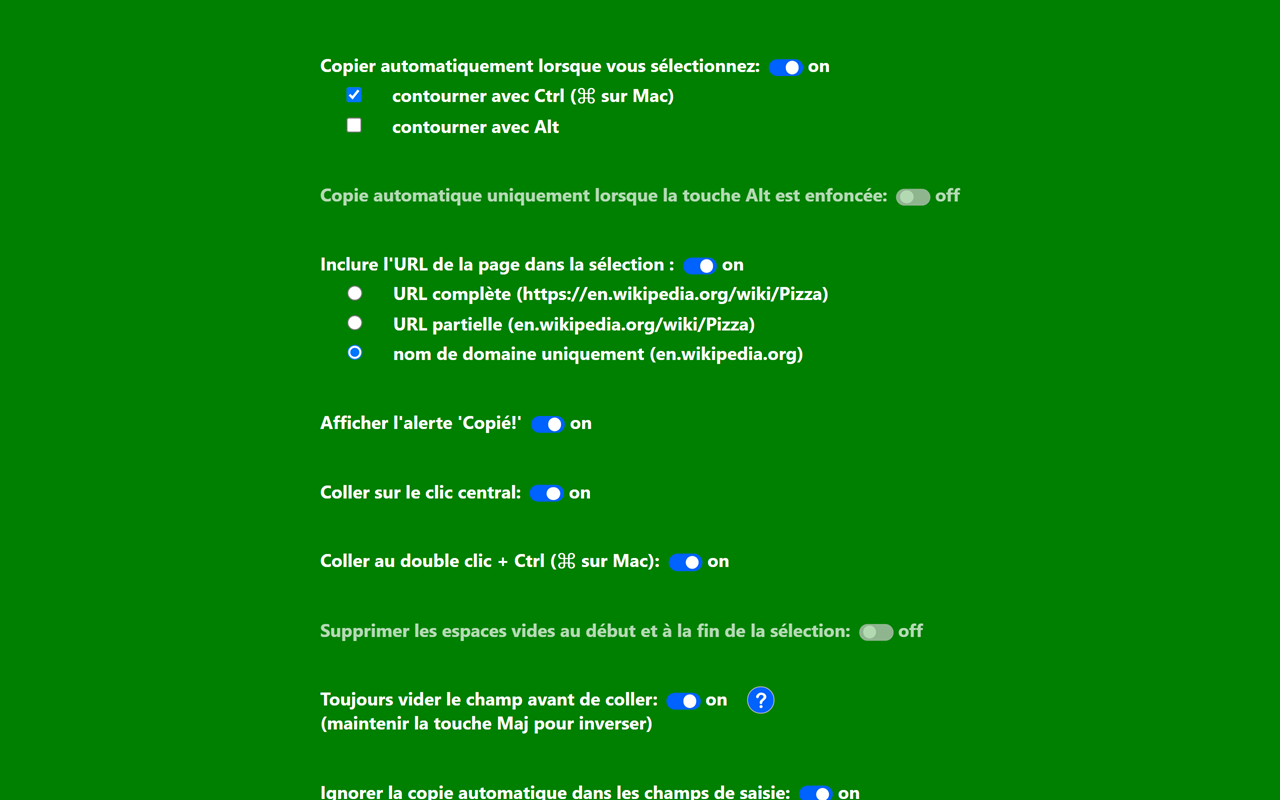 Copier automatiquement lorsque vous sélectionnez: on
contourner avec Ctrl (⌘ sur Mac)
contourner avec Alt
Copie automatique uniquement lorsque la touche Alt est enfoncée: off
Inclure l'URL de la page dans la sélection : on
URL complète (https://en.wikipedia.org/wiki/Pizza)
URL partielle (en.wikipedia.org/wiki/Pizza)
nom de domaine uniquement (en.wikipedia.org)
Afficher l'alerte 'Copié!' on
Coller sur le clic central: on
Coller au double clic + Ctrl (⌘ sur Mac): on
Supprimer les espaces vides au début et à la fin de la sélection: off
Toujours vider le champ avant de coller: on ?
(maintenir la touche Maj pour inverser)
Ignorer la copie automatique dans les champs de saisie: on